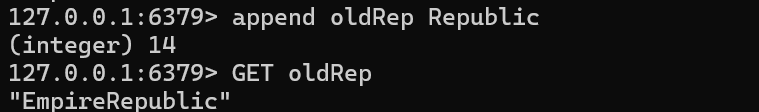 127.0.0.1:6379> append oldRep Republic
(integer) 14
127.0.0.1:6379> GET oldRep
"EmpireRepublic"